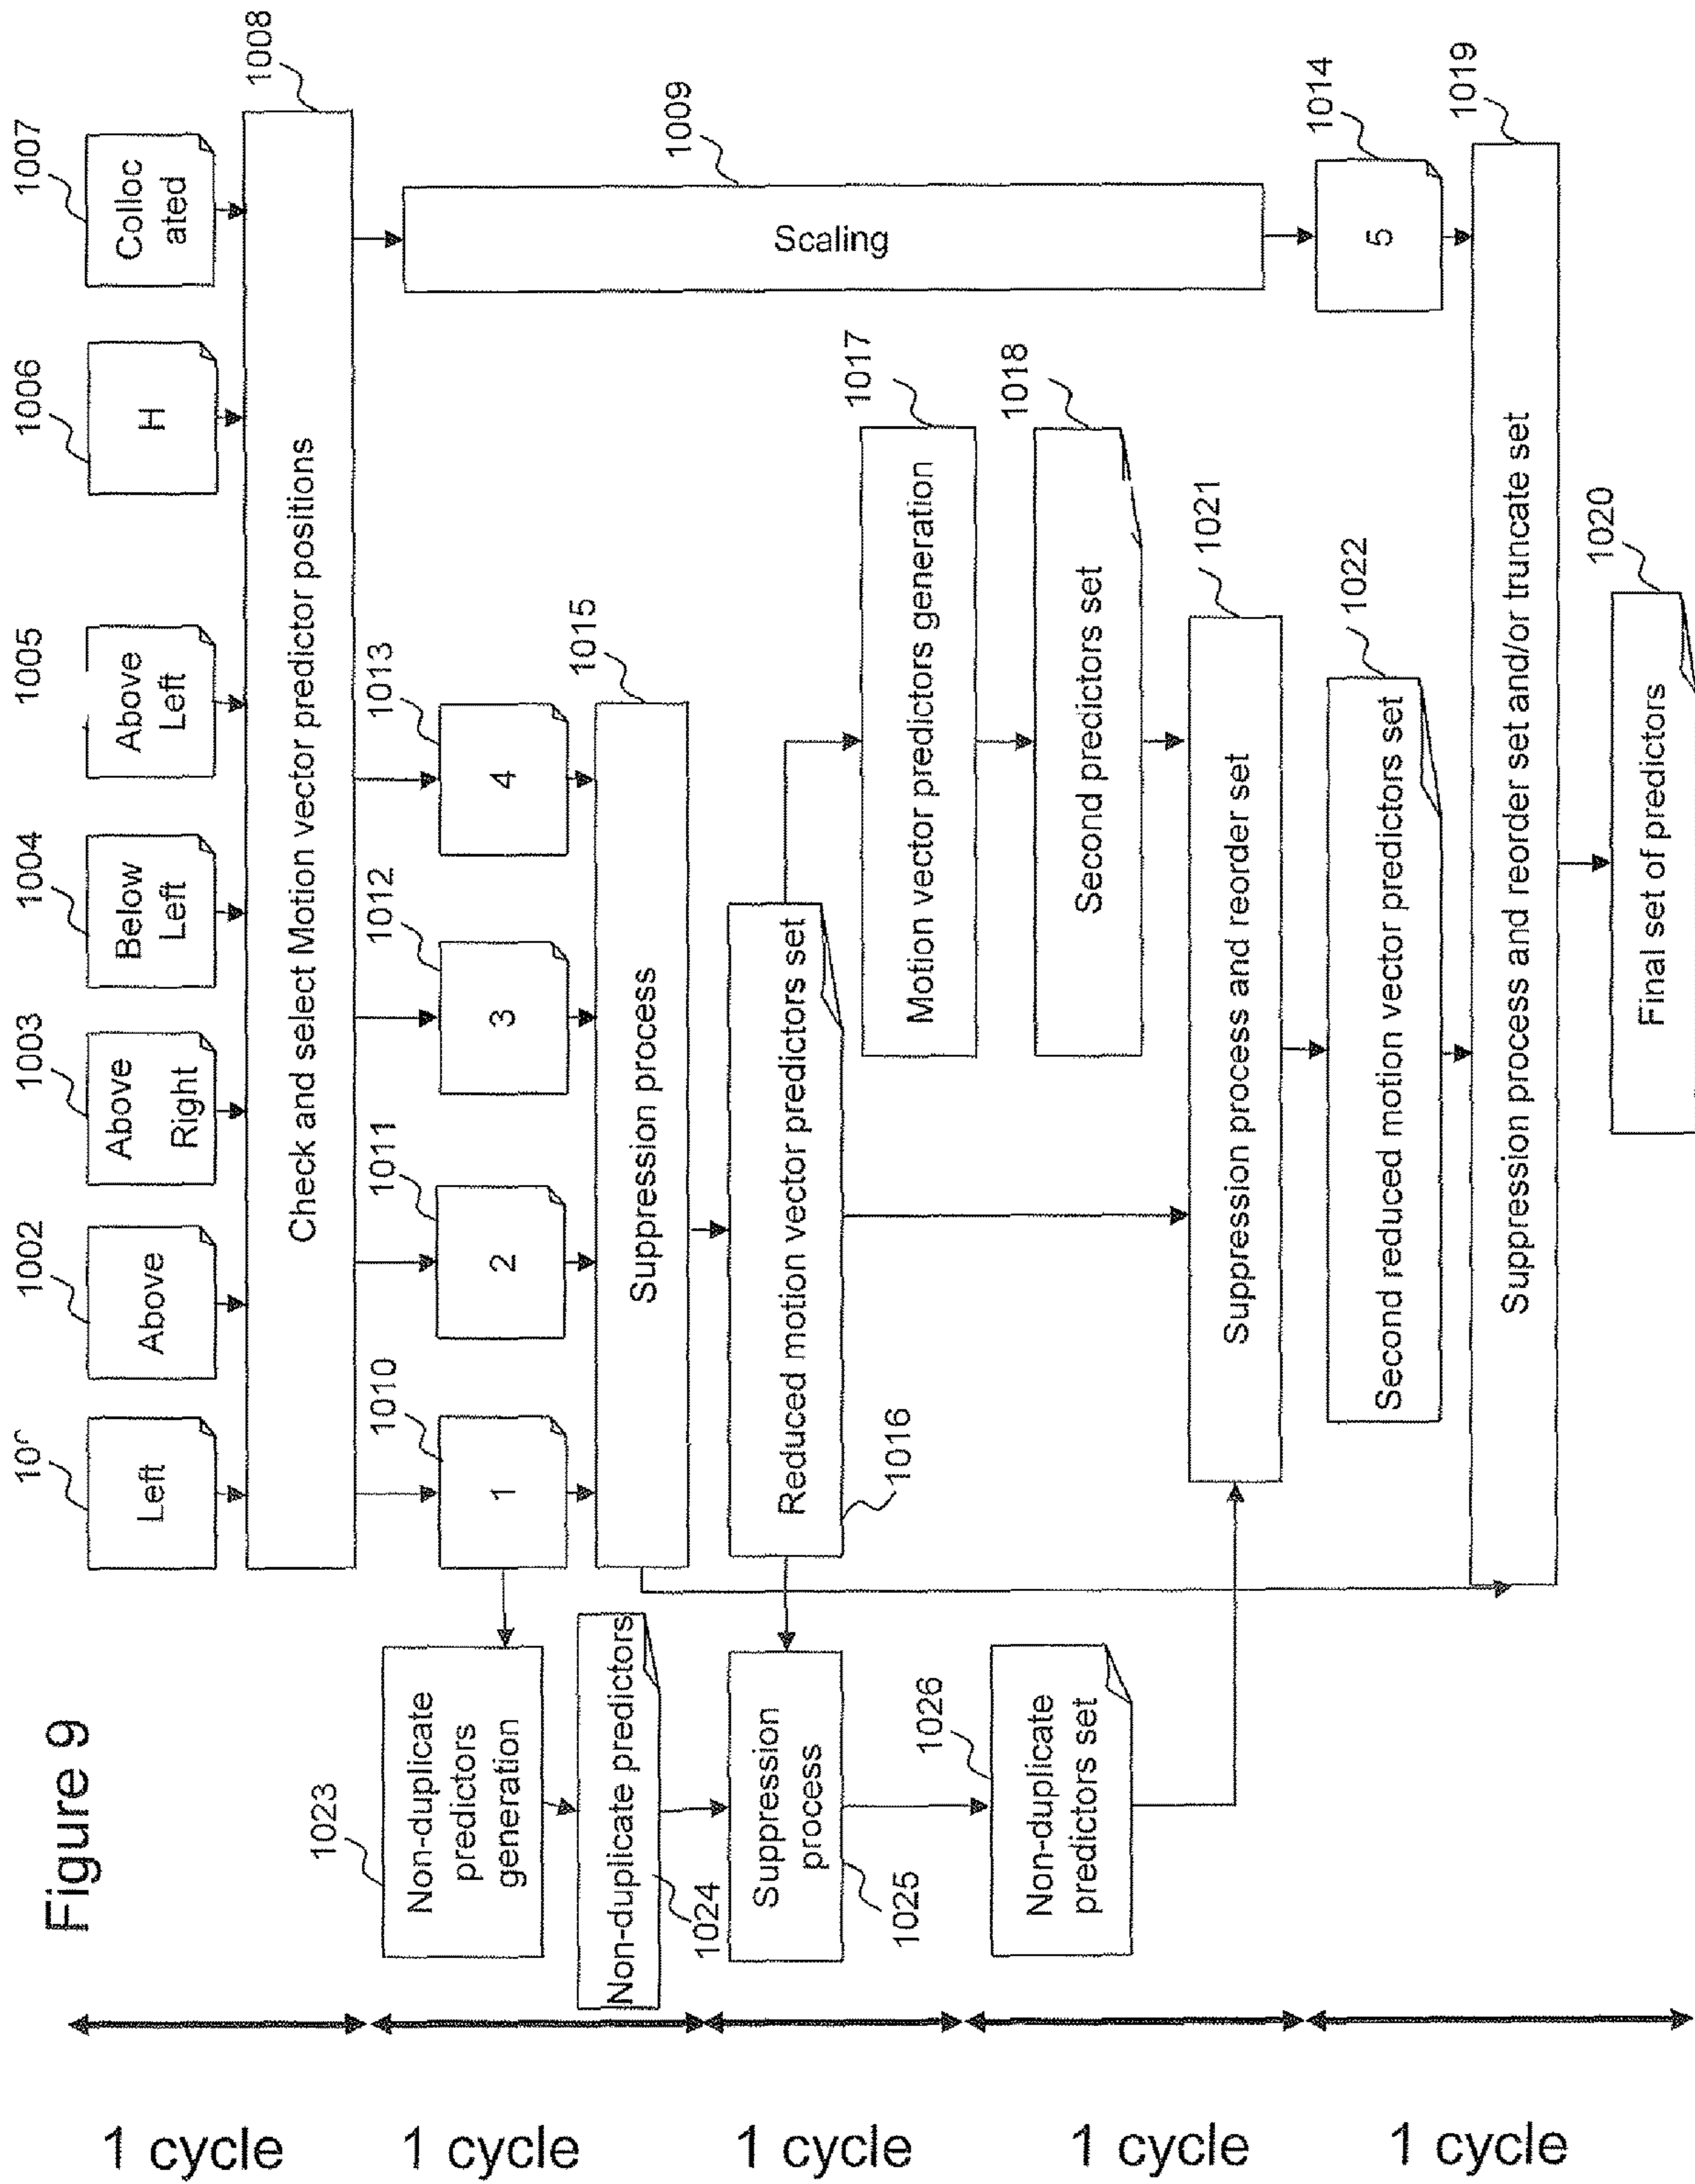 Figure 9
10
1002
1003
1004
1005
1006
1007
Left
Above
Above
Right
Below
Left
Above
Left
H
Colloc
ated
1008
Check and select Motion vector predictor positions
1 cycle
1009
Scaling
1010
1011
1012
1013
1
2
3
4
1023
Non-duplicate
predictors
generation
1015
Suppression process
Non-duplicate predictors
1024
1 cycle
Reduced motion vector predictors set
1016
Suppression
process
1025
1 cycle
1017
Motion vector predictors generation
1018
Second predictors set
1026
Non-duplicate
predictors set
1021
Suppression process and reorder set
1 cycle
1014
5
1022
Second reduced motion vector predictors set
1019
Suppression process and reorder set and/or truncate set
1020
Final set of predictors
1 cycle